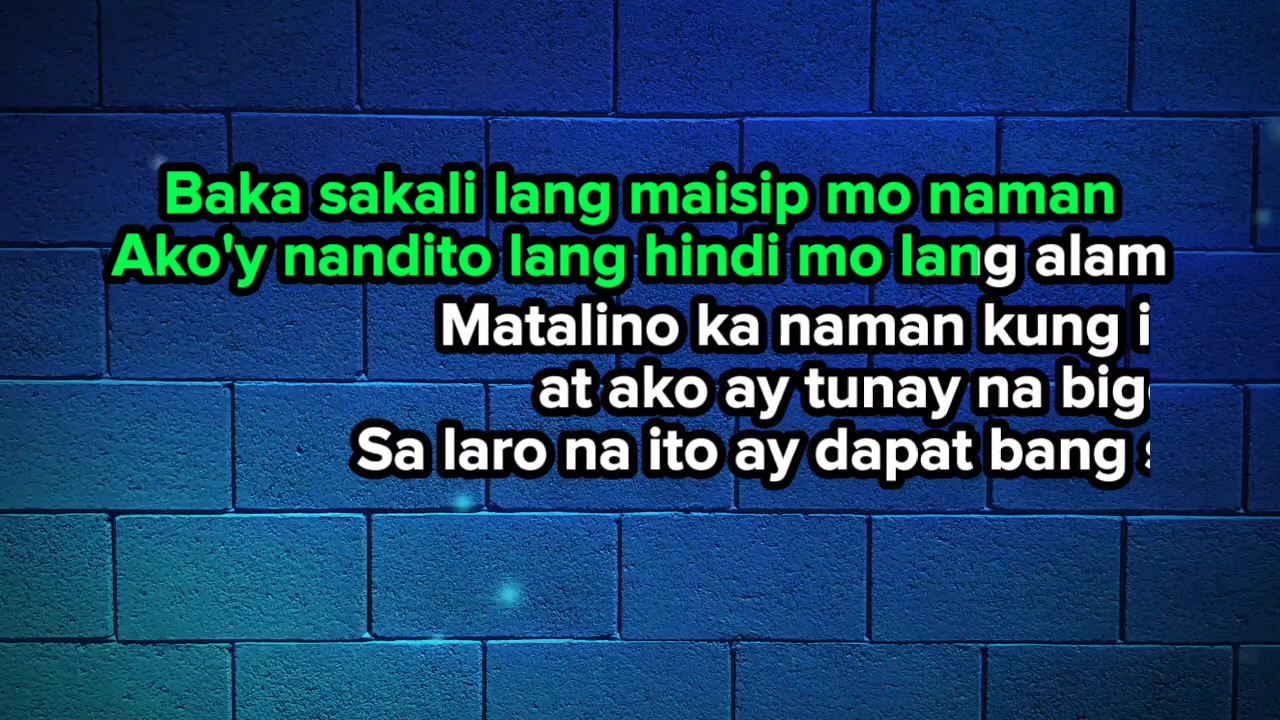 Baka sakali lang maisip mo naman
Ako'y nandito lang hindi mo lang alam
Matalino ka naman kung
at ako ay tunay na
Sa laro na ito ay dapat bang